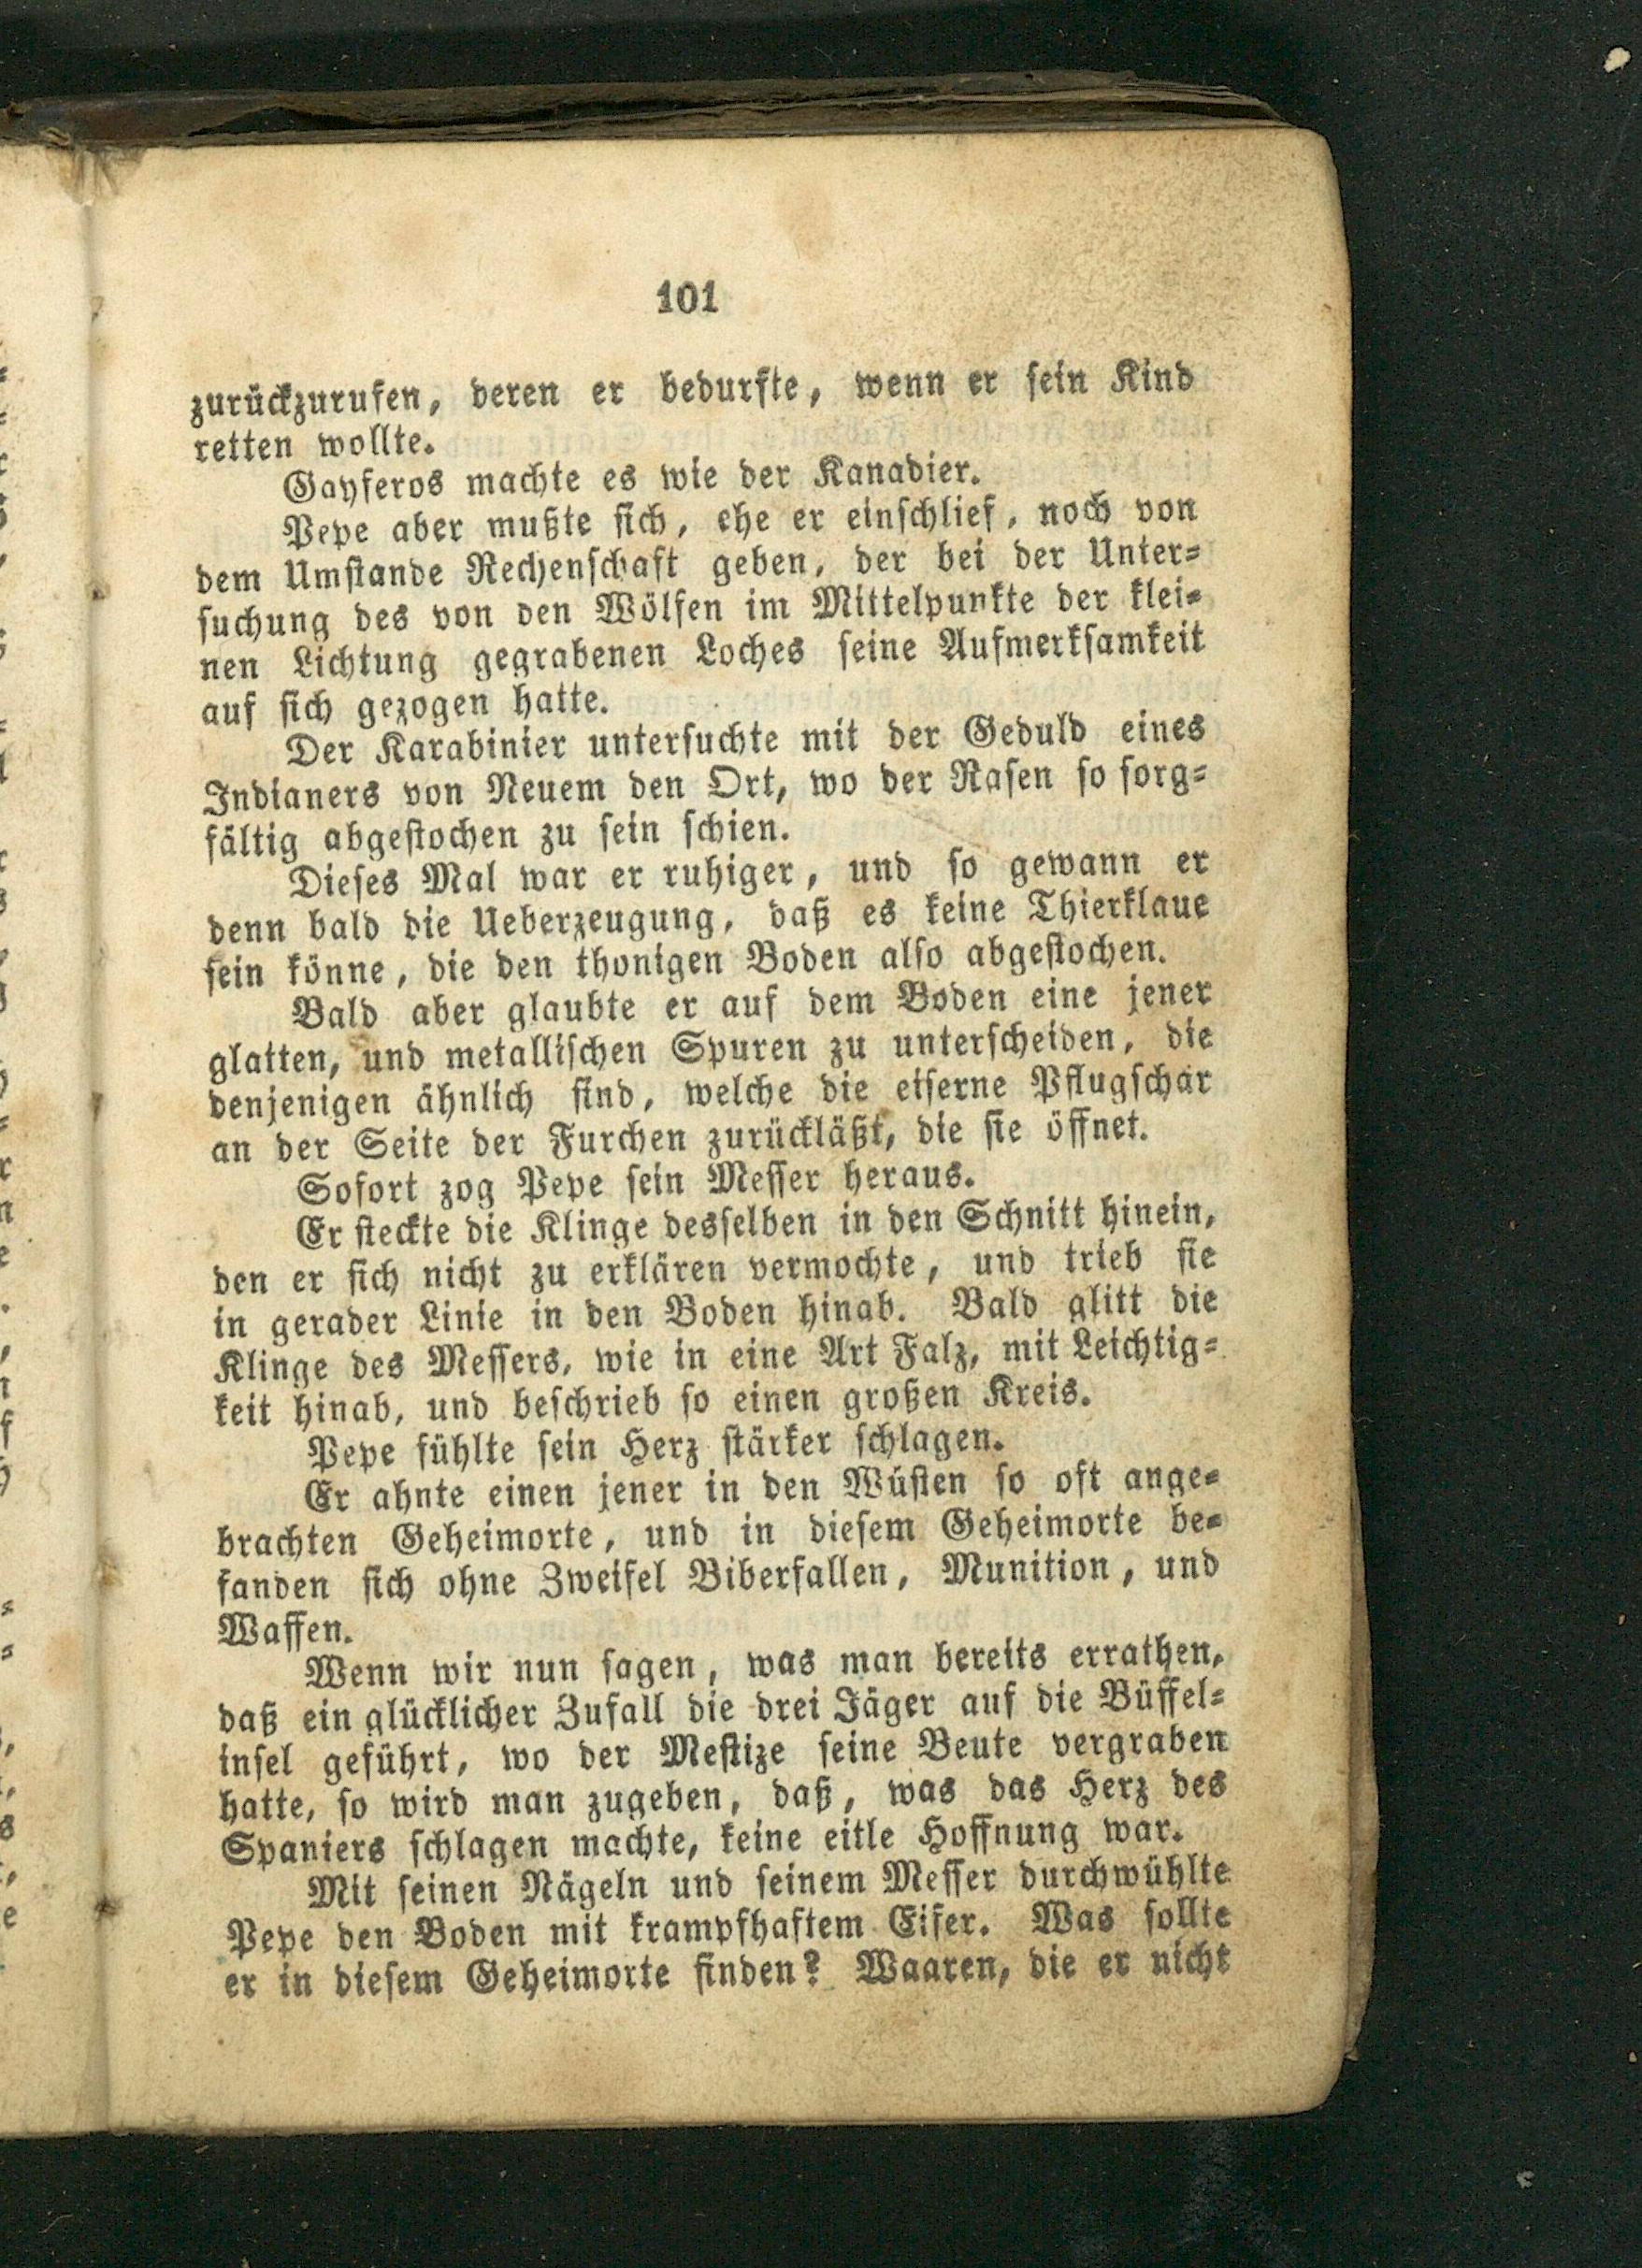 101
zurückzurufen, deren er bedurfte, wenn er sein Kind
retten wollte.
Gayferos machte es wie der Kanadier.
Pepe aber mußte sich, ehe er einschlief, noch von
dem Umstande Rechenschaft geben, der bei der Unter-
suchung des von den Wölfen im Mittelpunkte der klei-
nen Lichtung gegrabenen Loches seine Aufmerksamkeit
auf sich gezogen hatte.
Der Karabinier untersuchte mit der Geduld eines
Indianers von Neuem den Ort, wo der Rasen so sorg-
fältig abgestochen zu sein schien.
Dieses Mal war er ruhiger, und so gewann er
denn bald die Ueberzeugung, daß es keine Thierklaue
sein könne, die den thonigen Boden also abgestochen.
Bald aber glaubte er auf dem Boden eine jener
glatten, und metallischen Spuren zu unterscheiden, die
denjenigen ähnlich sind, welche die eiserne Pflugschar
an der Seite der Furchen zurückläßt, die sie öffnet.
Sofort zog Pepe sein Messer heraus.
Er steckte die Klinge desselben in den Schnitt hinein,
den er sich nicht zu erklären vermochte, und trieb sie
in gerader Linie in den Boden hinab. Bald glitt die
Klinge des Messers, wie in eine Art Falz, mit Leichtig-
keit hinab, und beschrieb so einen großen Kreis.
Pepe fühlte sein Herz stärker schlagen.
Er ahnte einen jener in den Wüsten so oft ange-
brachten Geheimorte, und in diesem Geheimorte be-
fanden sich ohne Zweifel Biberfallen, Munition, und
Waffen.
Wenn wir nun sagen, was man bereits errathen,
daß ein glücklicher Zufall die drei Jäger auf die Büffel-
insel geführt, wo der Mestize seine Beute vergraben
hatte, so wird man zugeben, daß, was das Herz des
Spaniers schlagen machte, keine eitle Hoffnung war.
Mit seinen Nägeln und seinem Messer durchwühlte
Pepe den Boden mit krampfhaftem Eifer. Was sollte
er in diesem Geheimorte finden? Waaren, die er nicht